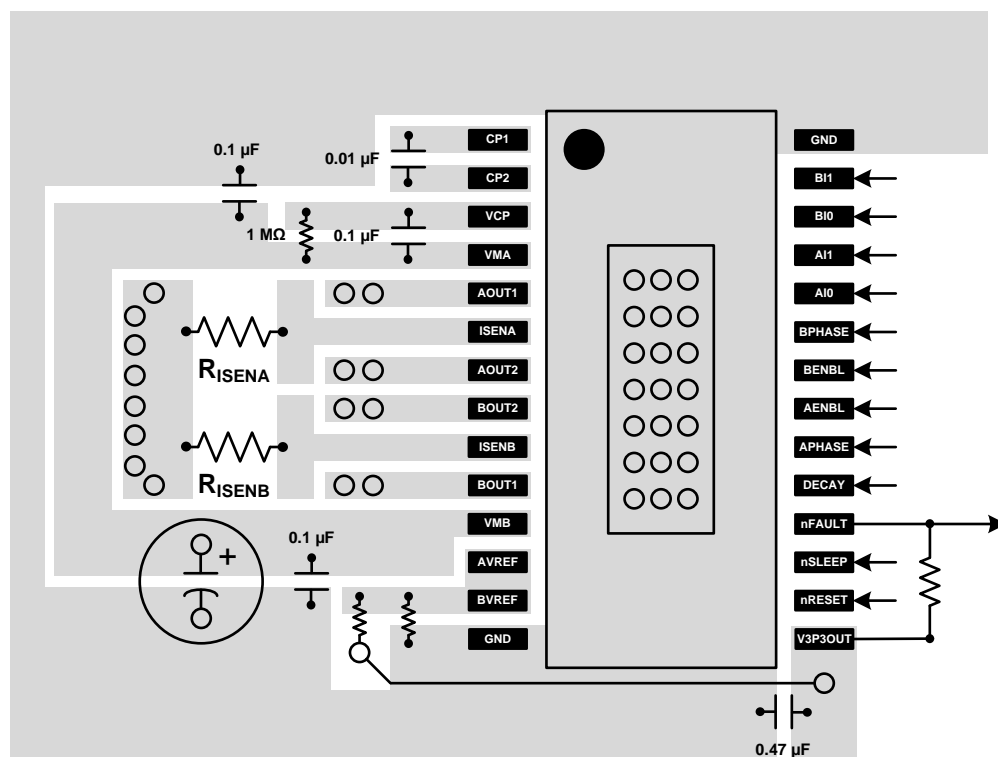 CP1
GND
0.1 µF
0.01 µF
CP2
BI1
VCP
BI0
1 MΩ
0.1 µF
VMA
AI1
AOUT1
AI0
ISENA
BPHASE
RISENA
AOUT2
BENBL
BOUT2
AENBL
ISENB
APHASE
RISENB
BOUT1
DECAY
VMB
nFAULT
0.1 µF
+
AVREF
nSLEEP
BVREF
nRESET
GND
V3P3OUT
0.47 µF